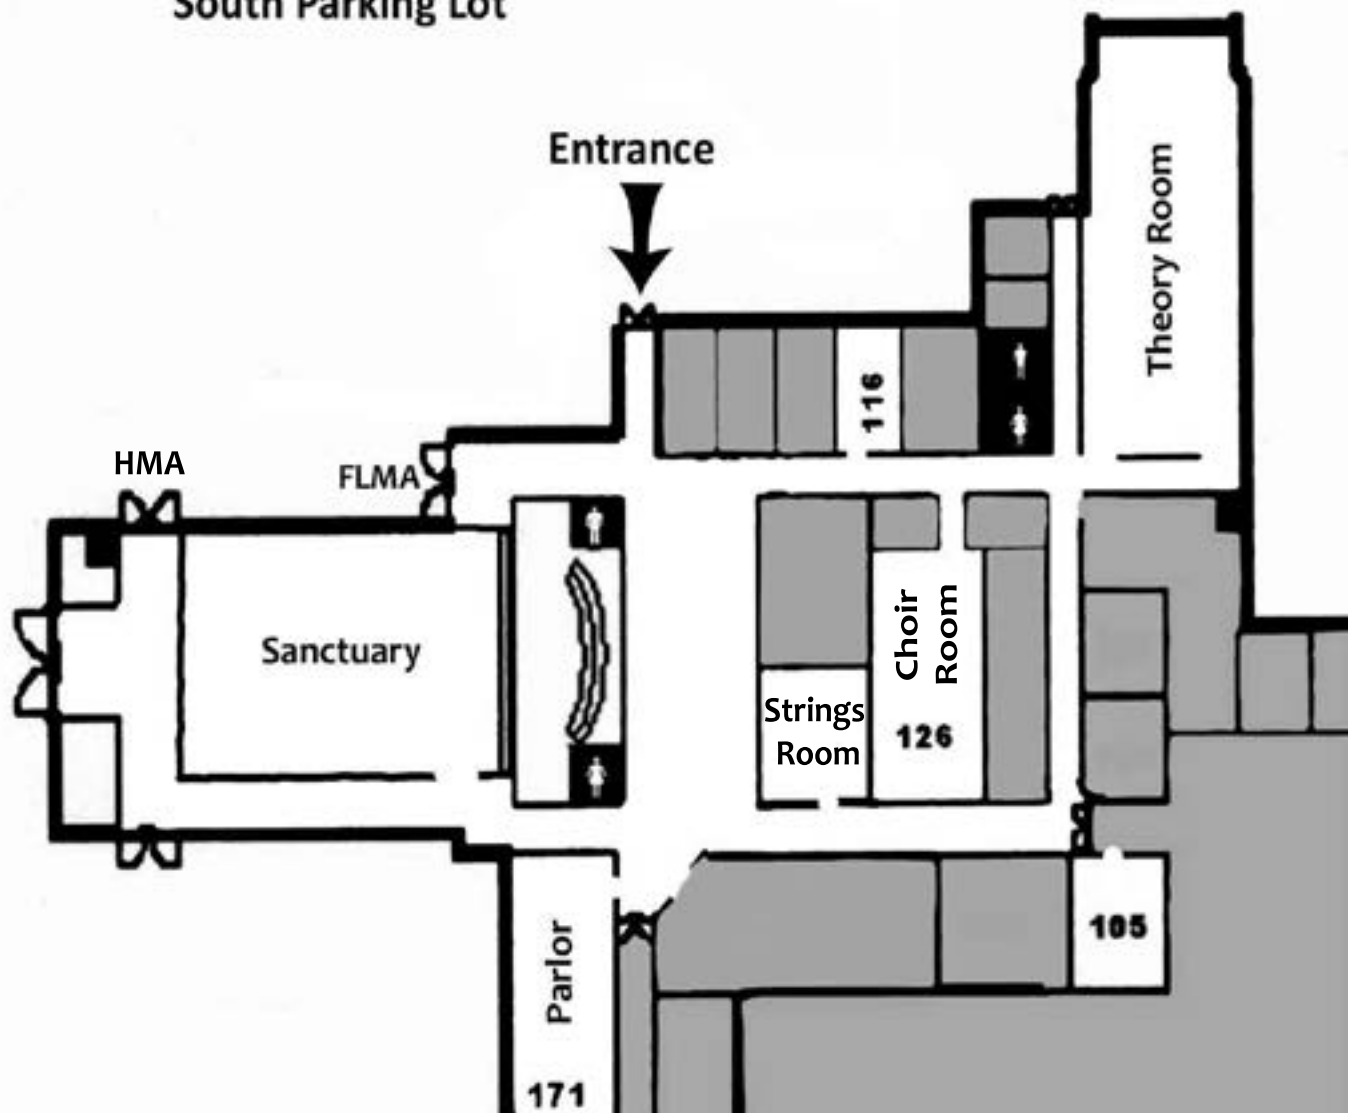 South Parking Lot
Entrance
Theory Room
116
HMA
FLMA
Sanctuary
Choir
Room
Strings
Room
126
105
Parlor
171